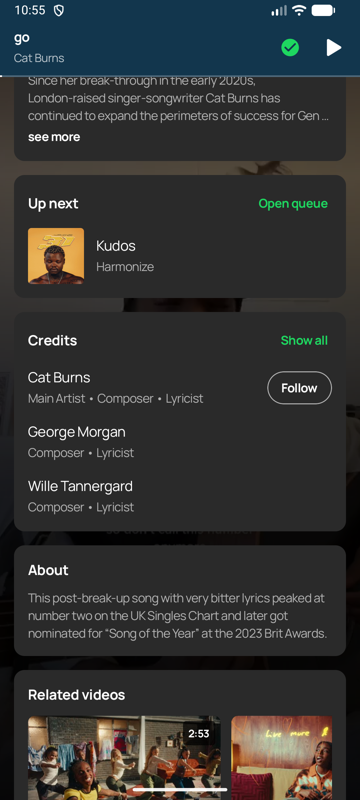 10:55
go
Cat Burns
Since her break-through in the early 2020s,
London-raised singer-songwriter Cat Burns has
continued to expand the perimeters of success for Gen ...
see more
Up next
Open queue
Kudos
Harmonize
Credits
Show all
Cat Burns
Main Artist • Composer • Lyricist
Follow
George Morgan
Composer • Lyricist
Wille Tannergard
Composer • Lyricist
About
This post-break-up song with very bitter lyrics peaked at
number two on the UK Singles Chart and later got
nominated for “Song of the Year” at the 2023 Brit Awards.
Related videos
2:53